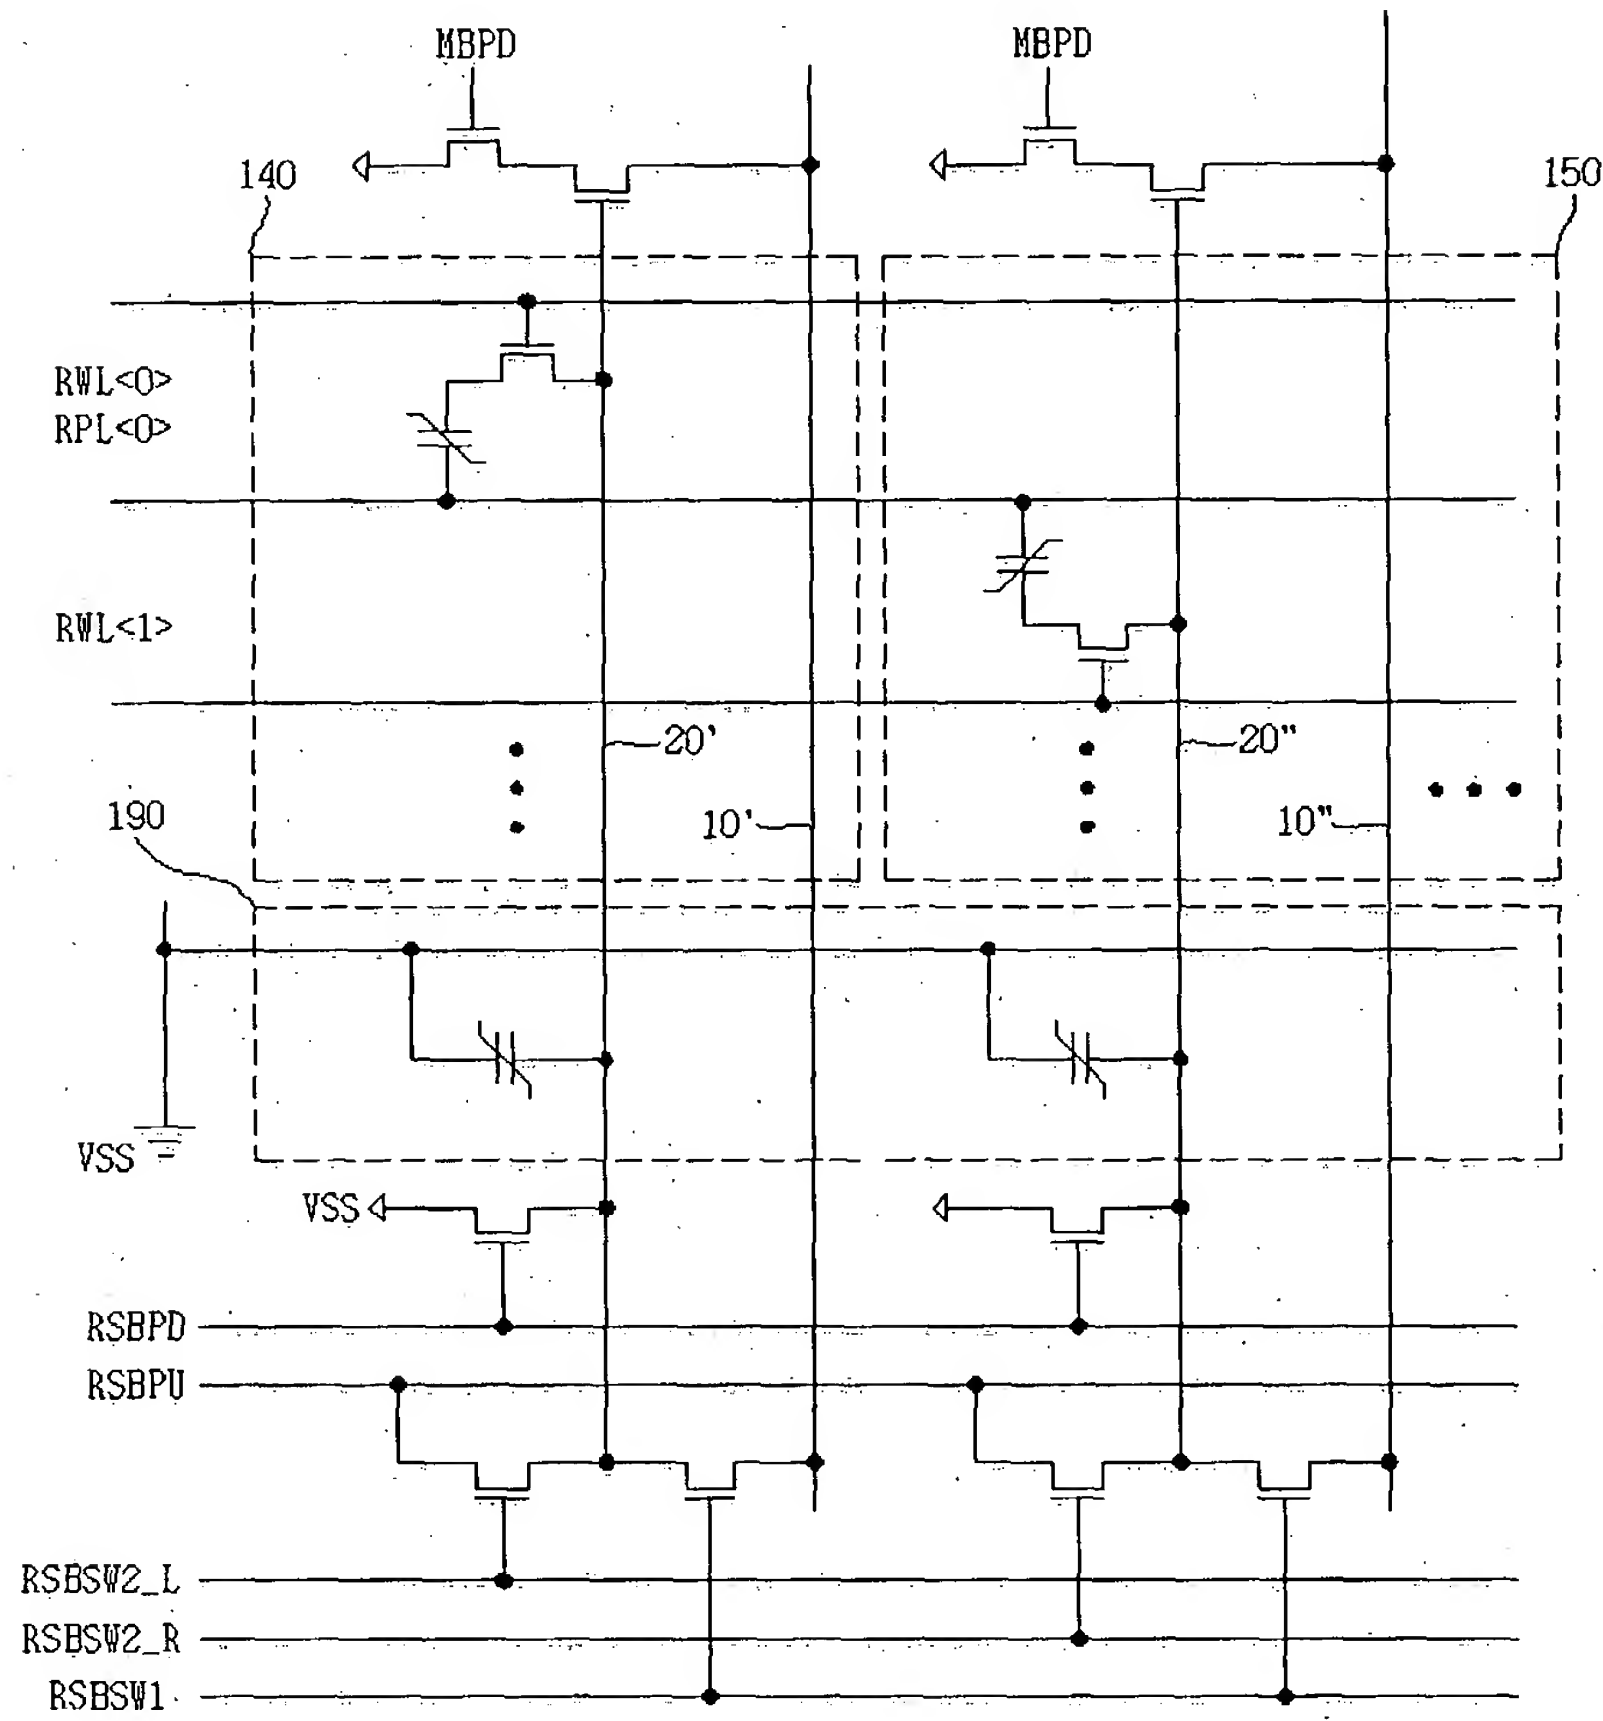 MBPD MBPD
140 150
RWL<0>
RPL<0>
RWL<1>
20' 20"
190 10' 10"
VSS
VSS
RSBPD
RSBPU
RSBSW2_L
RSBSW2_R
RSBSW1